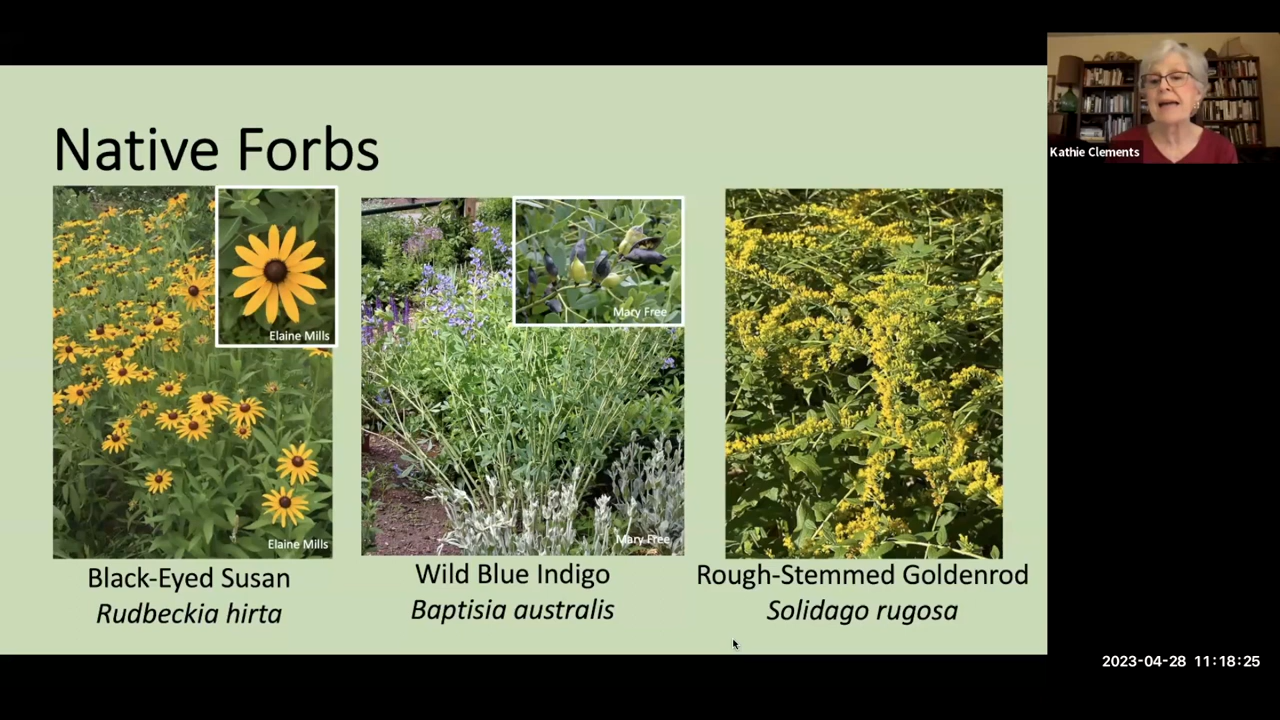 Native Forbs
Elaine Mills
Elaine Mills
Black-Eyed Susan
Rudbeckia hirta
Mary Free
Mary Free
Wild Blue Indigo
Baptisia australis
Rough-Stemmed Goldenrod
Solidago rugosa
Kathie Clements
2023-04-28 11:18:25